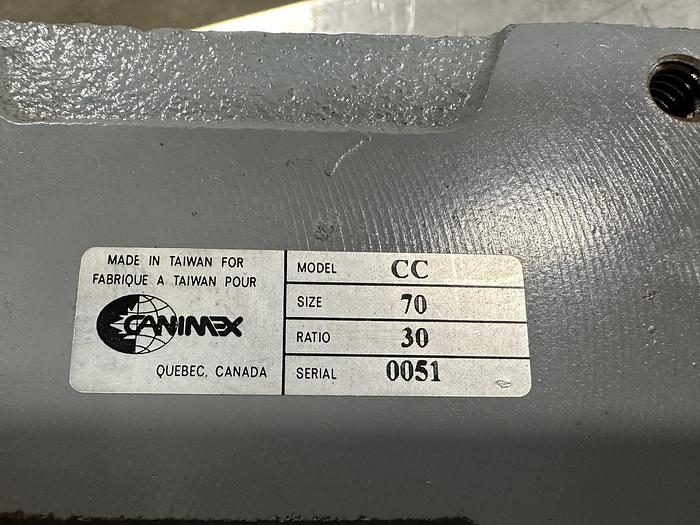 MADE IN TAIWAN FOR
FABRIQUE A TAIWAN POUR
CANIMEX
QUEBEC, CANADA
MODEL CC
SIZE 70
RATIO 30
SERIAL 0051